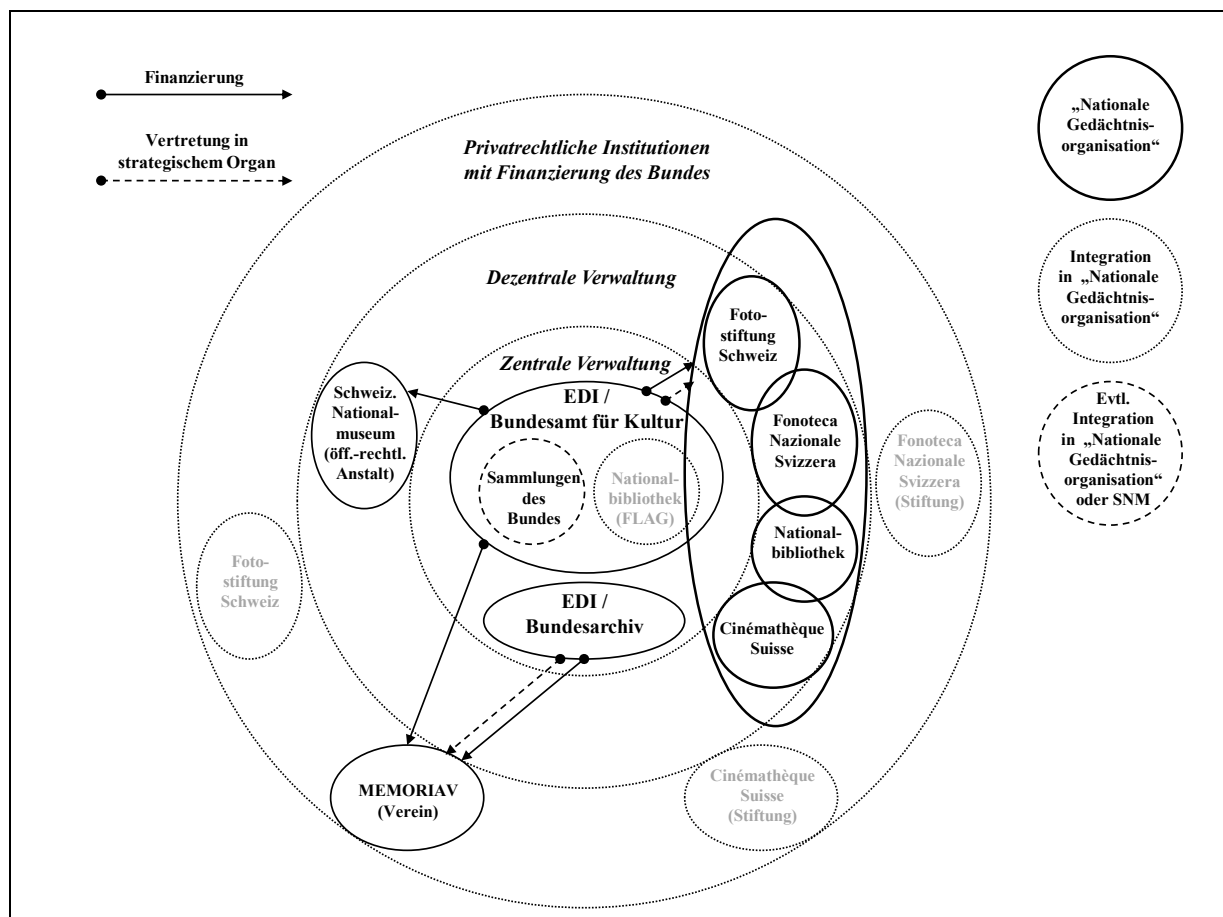 Finanzierung
Vertretung in
strategischem Organ
Privatrechtliche Institutionen
mit Finanzierung des Bundes
Dezentrale Verwaltung
Zentrale Verwaltung
EDI /
Bundesamt für Kultur
Sammlungen
des
Bundes
National-
bibliothek
(FLAG)
EDI /
Bundesarchiv
Schweiz.
National-
museum
(öff.-rechtl.
Anstalt)
Foto-
stiftung
Schweiz
MEMORIAV
(Verein)
Foto-
stiftung
Schweiz
Fonoteca
Nazionale
Svizzera
National-
bibliothek
Cinémathèque
Suisse
Fonoteca
Nazionale
Svizzera
(Stiftung)
Cinémathèque
Suisse
(Stiftung)
„Nationale
Gedächtnis-
organisation“
Integration
in „Nationale
Gedächtnis-
organisation“
Evtl.
Integration
in „Nationale
Gedächtnis-
organisation“
oder SNM